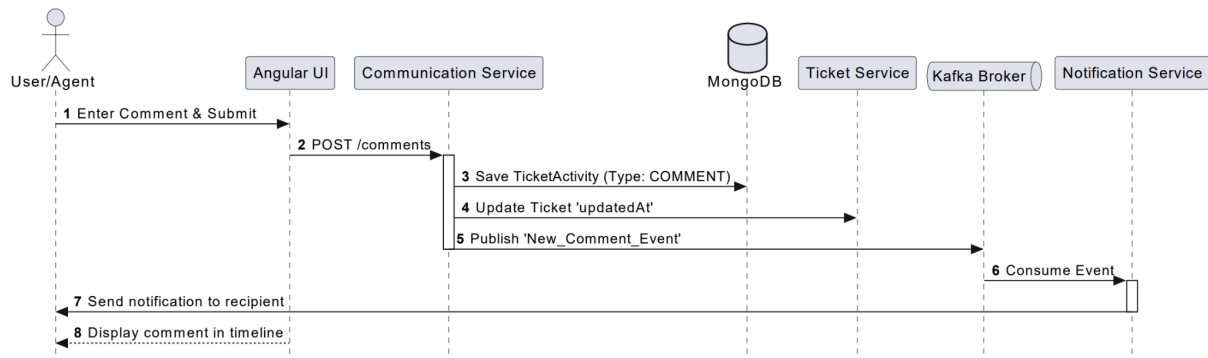 User/Agent
Angular UI
Communication Service
MongoDB
Ticket Service
Kafka Broker
Notification Service
1 Enter Comment & Submit
2 POST /comments
3 Save TicketActivity (Type: COMMENT)
4 Update Ticket 'updatedAt'
5 Publish 'New_Comment_Event'
6 Consume Event
7 Send notification to recipient
8 Display comment in timeline